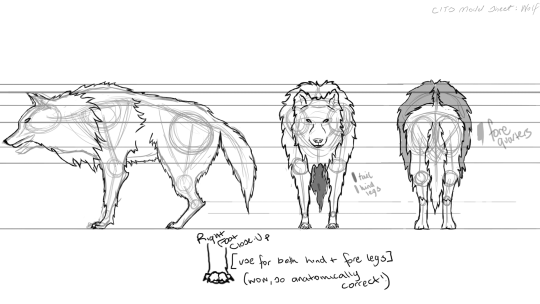 CITS Model Sheet: Wolf
fore
quarters
tail
hind
legs
Right
Foot
Close Up
[use for both hind + fore legs]
(wow, so anatomically
correct!)